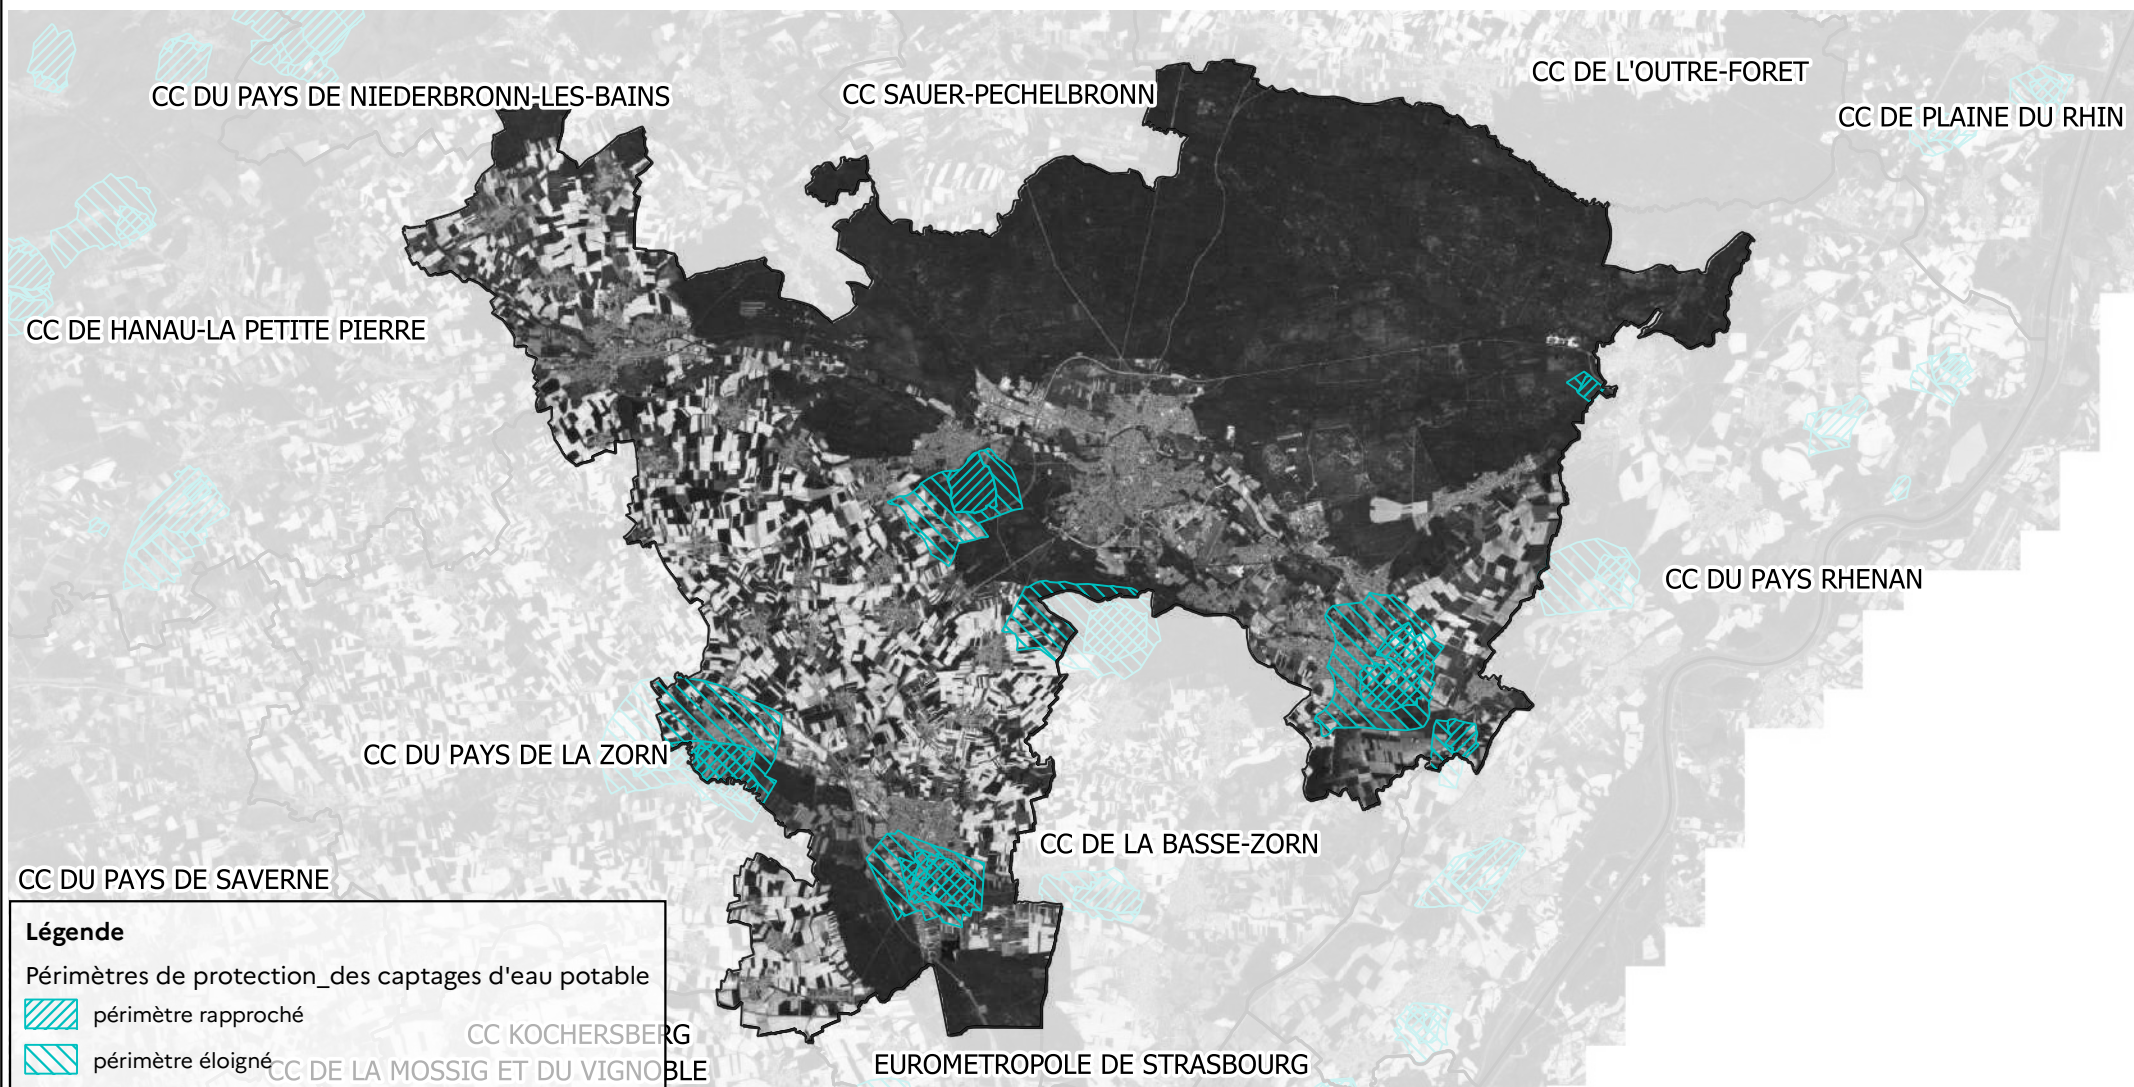 CC DE L'OUTRE-FORET
CC DU PAYS DE NIEDERBRONN-LES-BAINS
CC SAUER-PECHELBRONN
CC DE PLAINE DU RHIN
CC DE HANAU-LA PETITE PIERRE
CC DU PAYS RHENAN
CC DU PAYS DE LA ZORN
CC DE LA BASSE-ZORN
CC DU PAYS DE SAVERNE
Légende
Périmètres de protection_des captages d'eau potable
périmètre rapproché
périmètre éloigné
CC KOCHERSBERG
CC DE LA MOSSIG ET DU VIGNOBLE
EUROMETROPOLE DE STRASBOURG